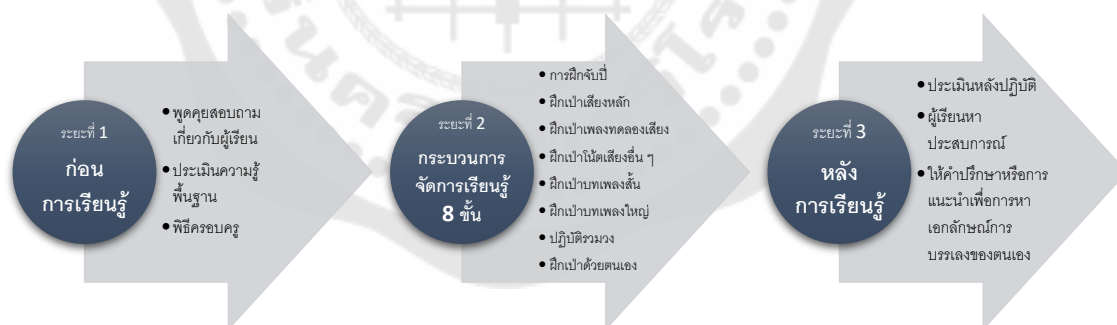 ระยะที่ 1
ก่อน
การเรียนรู้
• พูดคุยสอบถาม
เกี่ยวกับผู้เรียน
• ประเมินความรู้
พื้นฐาน
• พิธีครอบครู
ระยะที่ 2
กระบวนการ
จัดการเรียนรู้
8 ขั้น
• การฝึกจับปี่
• ฝึกเป่าเสียงหลัก
• ฝึกเป่าเพลงทดลองเสียง
• ฝึกเป่าโน้ตเสียงอื่น ๆ
• ฝึกเป่าบทเพลงสั้น
• ฝึกเป่าบทเพลงใหญ่
• ปฏิบัติรวมวง
• ฝึกเป่าด้วยตนเอง
ระยะที่ 3
หลัง
การเรียนรู้
• ประเมินหลังปฏิบัติ
• ผู้เรียนหา
ประสบการณ์
• ให้คำปรึกษาหรือการ
แนะนำเพื่อการหา
เอกลักษณ์การ
บรรเลงของตนเอง